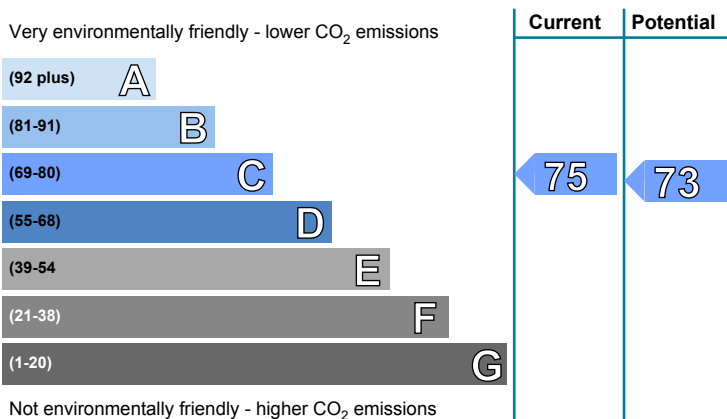 Current Potential
Very environmentally friendly - lower CO2 emissions
(92 plus) A
(81-91) B
(69-80) C 75 73
(55-68) D
(39-54 E
(21-38) F
(1-20) G
Not environmentally friendly - higher CO2 emissions